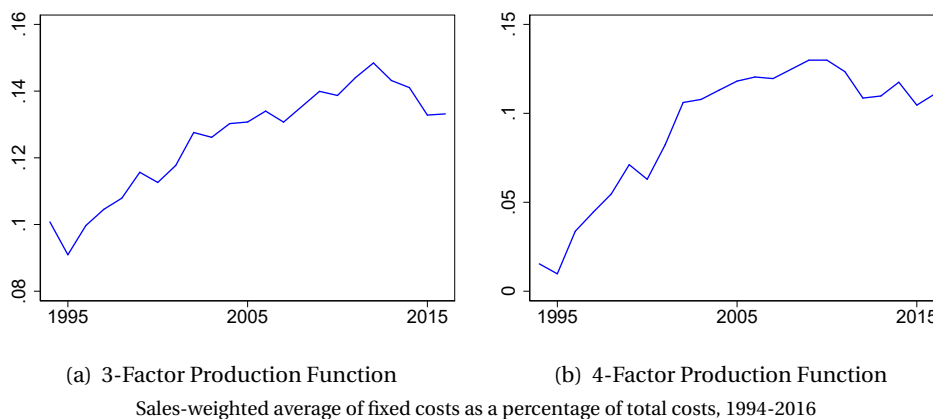 .16
.14
.12
.1
.08
1995 2005 2015
(a) 3-Factor Production Function
.15
.1
.05
0
1995 2005 2015
(b) 4-Factor Production Function
Sales-weighted average of fixed costs as a percentage of total costs, 1994-2016